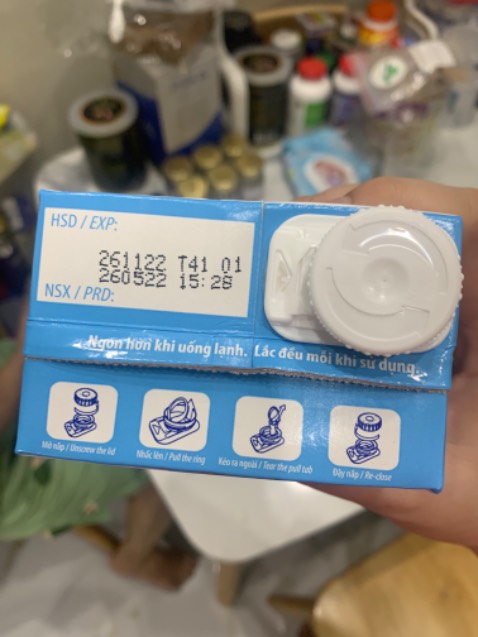 HSD / EXP:
261122 T41 01
260522 15:28
NSX / PRD:
Ngon hơn khi uống lạnh. Lắc đều mỗi khi sử dụng.
Mở nắp / Unscrew the lid
Nhấc lên / Pull the ring
Kéo ra ngoài / Tear the pull tab
Đậy nắp / Re-close